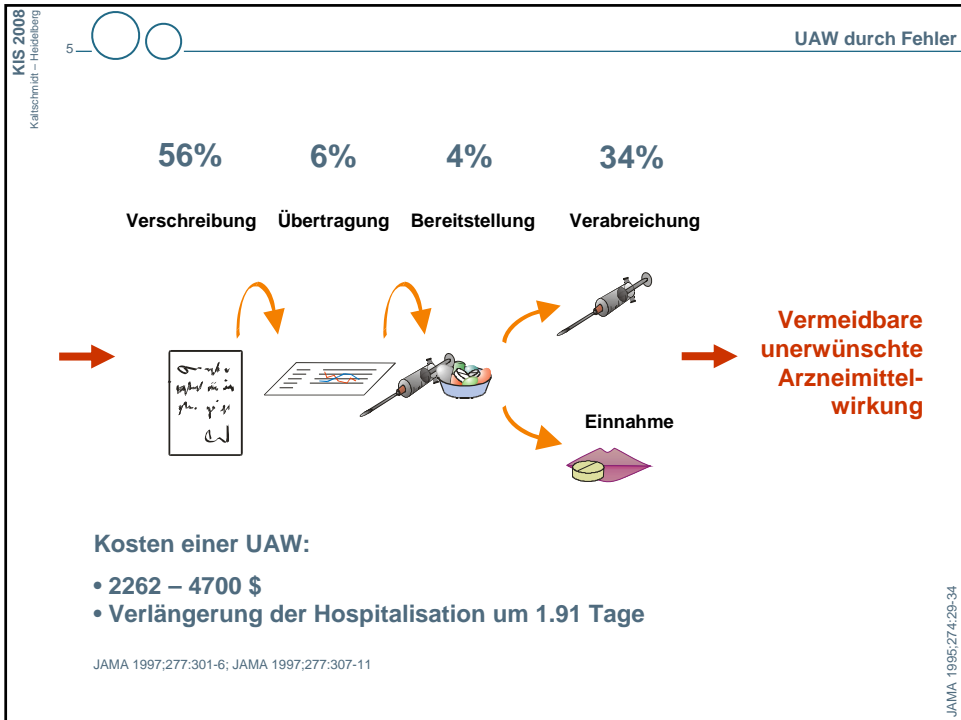 KIS 2008
Kaltschmidt – Heidelberg
5
UAW durch Fehler
56% 6% 4% 34%
Verschreibung Übertragung Bereitstellung Verabreichung
Vermeidbare
unerwünschte
Arzneimittel-
wirkung
Einnahme
Kosten einer UAW:
• 2262 – 4700 $
• Verlängerung der Hospitalisation um 1.91 Tage
JAMA 1997;277:301-6; JAMA 1997;277:307-11
JAMA 1995;274:29-34